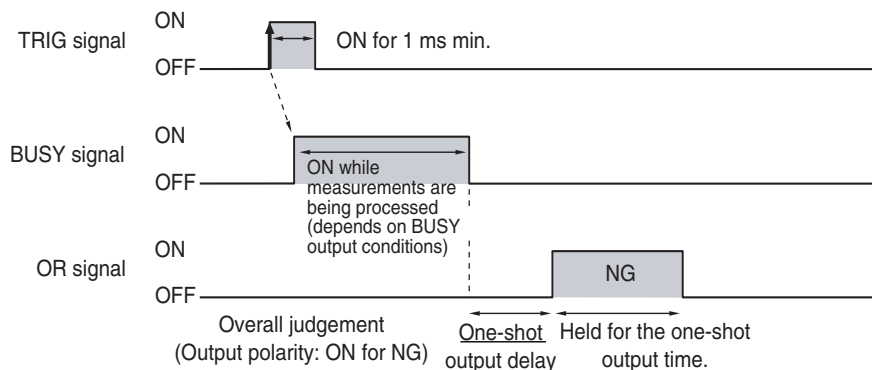 ON
TRIG signal
ON for 1 ms min.
OFF
ON
BUSY signal
OFF
ON while
measurements are
being processed
(depends on BUSY
output conditions)
ON
OR signal
NG
OFF
Overall judgement
(Output polarity: ON for NG)
One-shot
output delay
Held for the one-shot
output time.